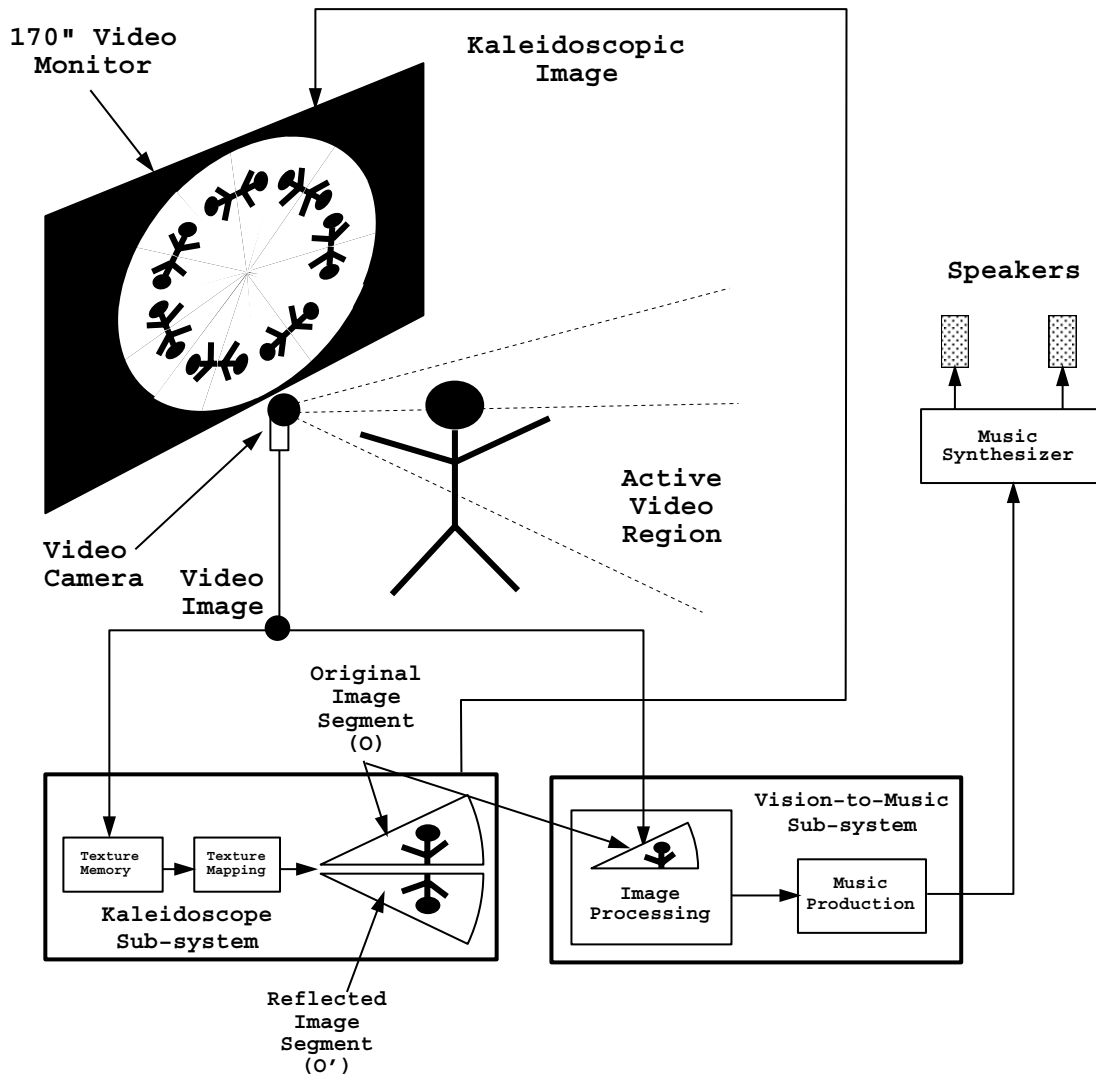 170" Video
Monitor
Kaleidoscopic
Image
Speakers
Music
Synthesizer
Active
Video
Region
Video
Camera
Video
Image
Original
Image
Segment
(O)
Texture
Memory
Texture
Mapping
Kaleidoscope
Sub-system
Reflected
Image
Segment
(O’)
Vision-to-Music
Sub-system
Image
Processing
Music
Production